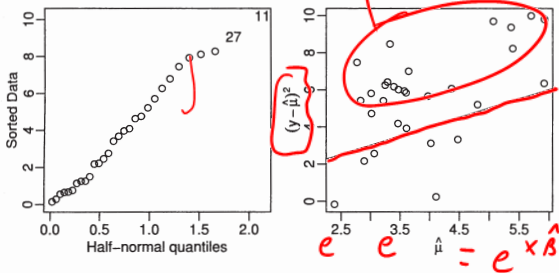 11
27
Sorted Data
10
8
6
4
2
0
0.0 0.5 1.0 1.5 2.0
Half−normal quantiles
(y−μ̂)²
10
8
6
4
2
0
2.5 3.5 4.5 5.5
μ̂
e e = e^xβ̂